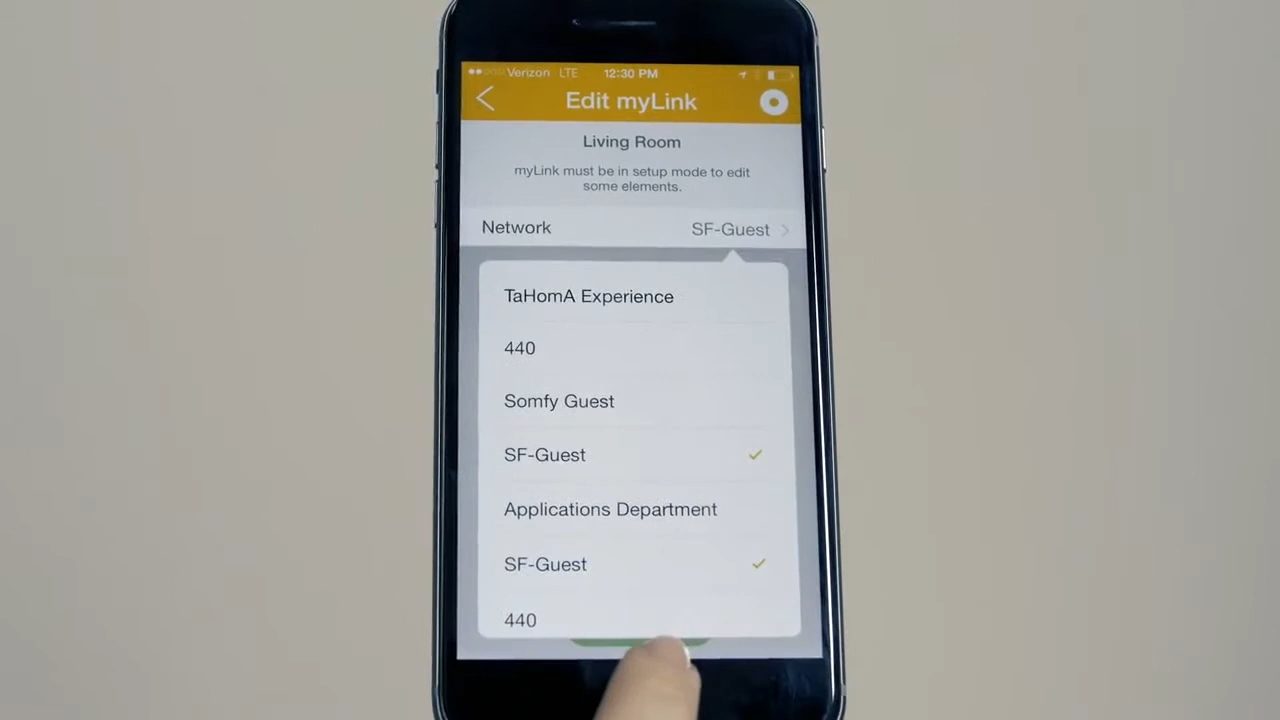 Verizon LTE 12:30 PM
Edit myLink
Living Room
myLink must be in setup mode to edit
some elements.
Network SF-Guest
TaHomA Experience
440
Somfy Guest
SF-Guest
Applications Department
SF-Guest
440